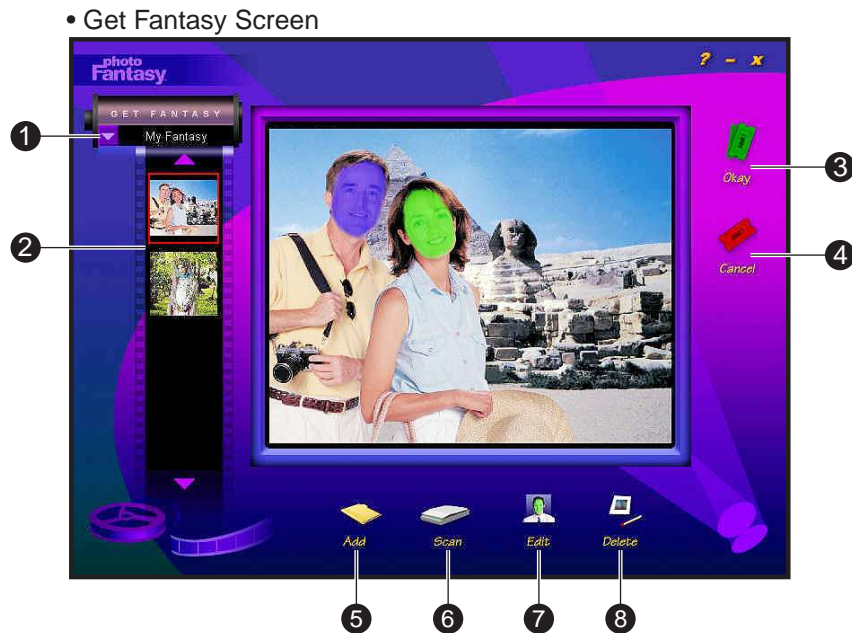 • Get Fantasy Screen
photo
Fantasy
? – x
GET FANTASY
1
My Fantasy
3
Okay
2
4
Cancel
Add
Scan
Edit
Delete
5
6
7
8